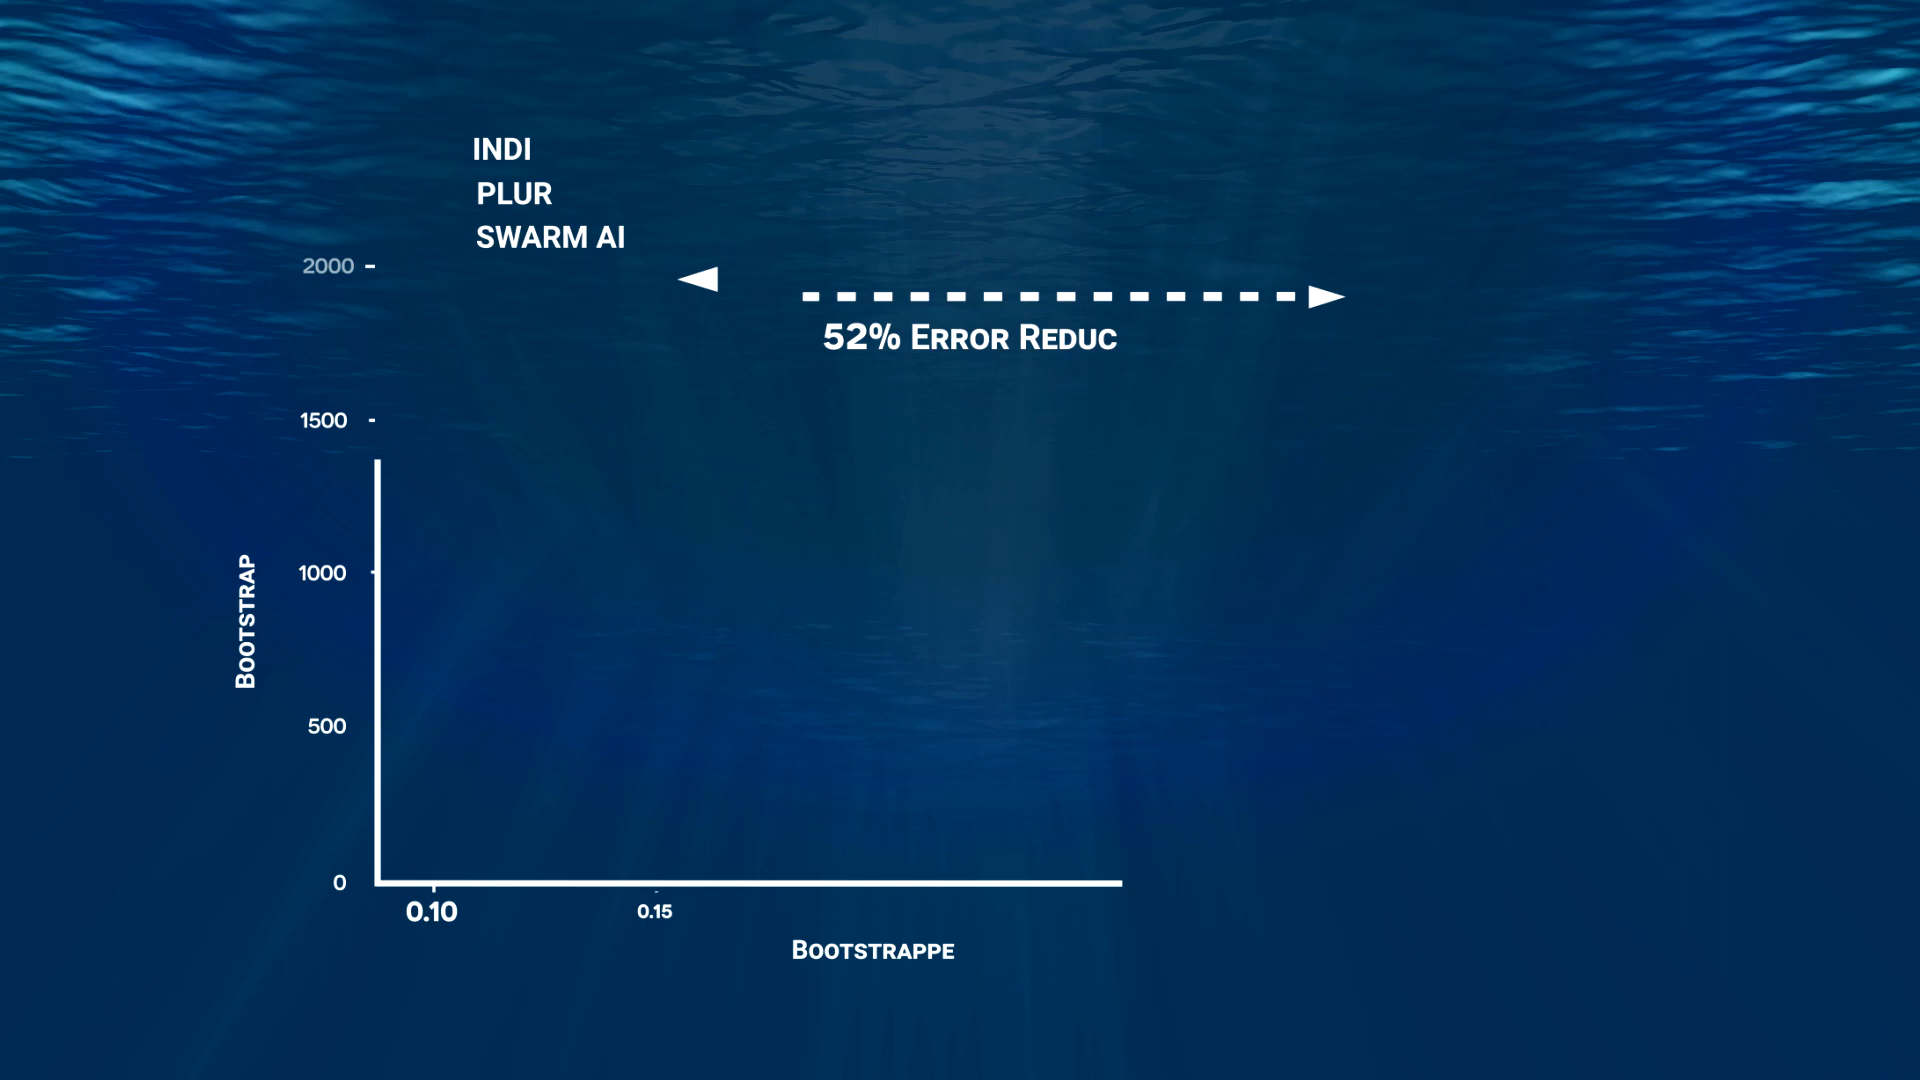 INDI
PLUR
SWARM AI
2000
52% ERROR REDUC
1500
1000
BOOTSTRAP
500
0
0.10
0.15
BOOTSTRAPPE